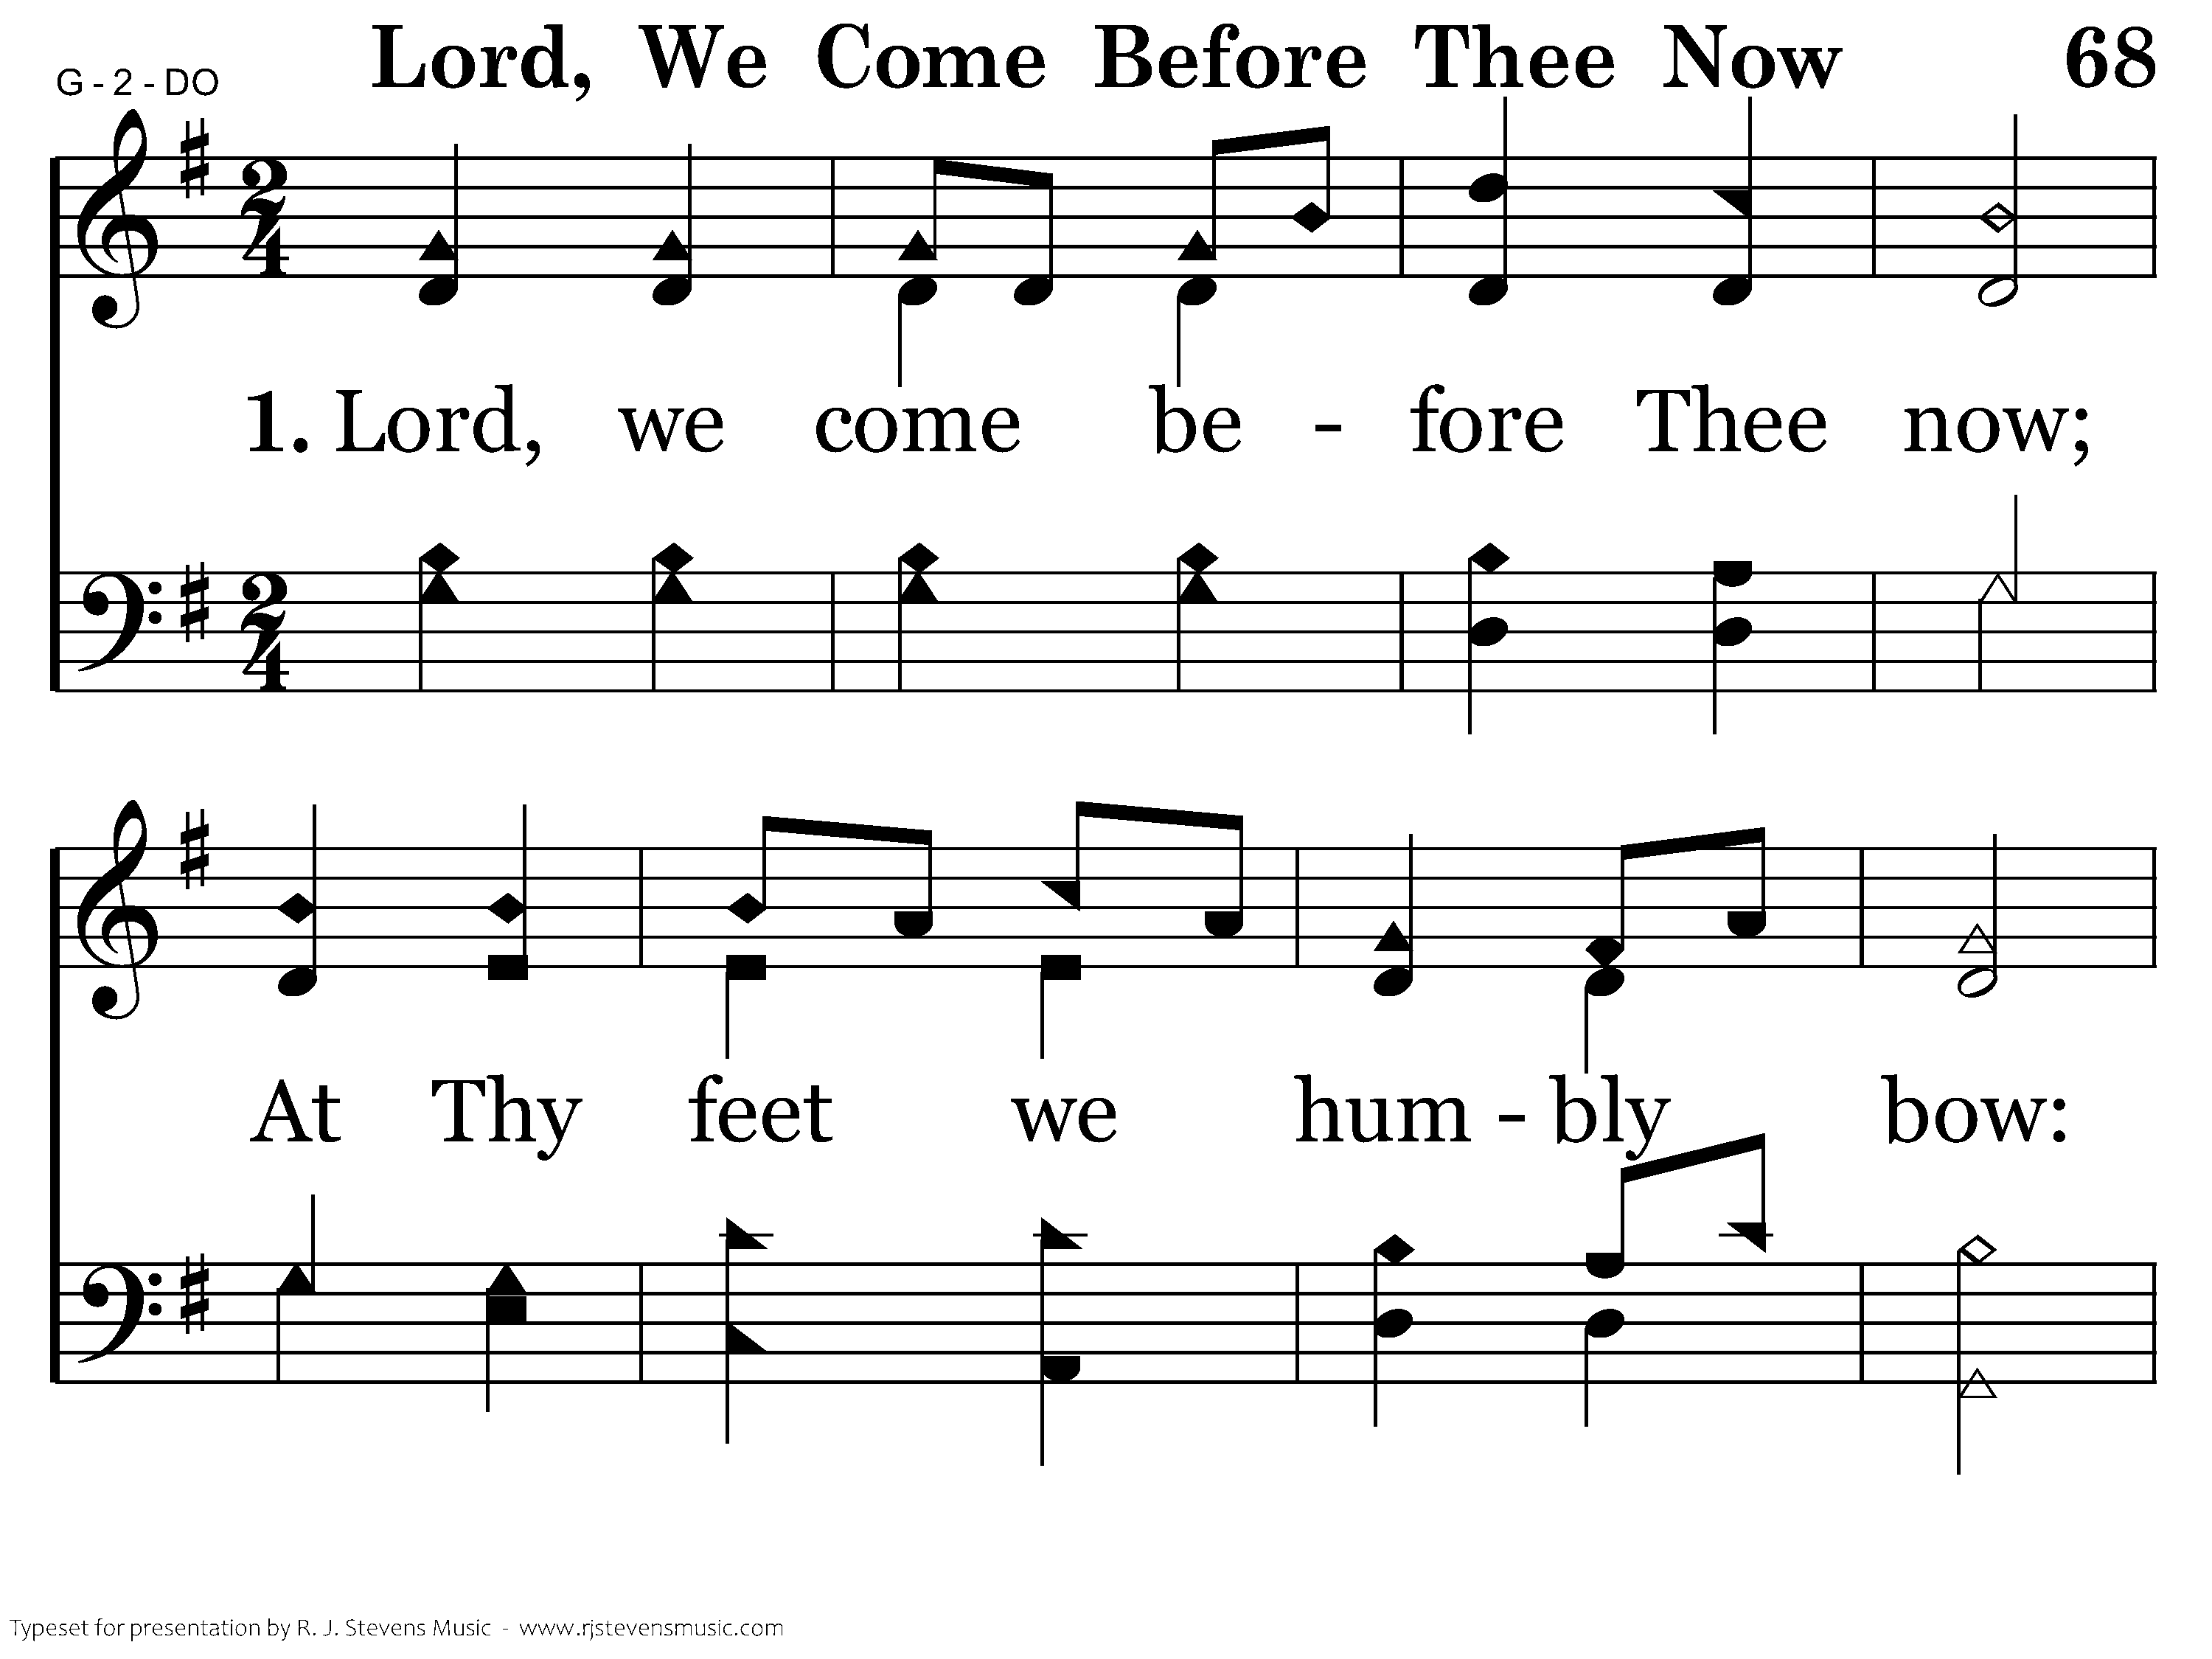 Lord, We Come Before Thee Now 68
G - 2 - DO
1. Lord, we come be - fore Thee now;
At Thy feet we hum - bly bow:
Typeset for presentation by R. J. Stevens Music - www.rjstevensmusic.com